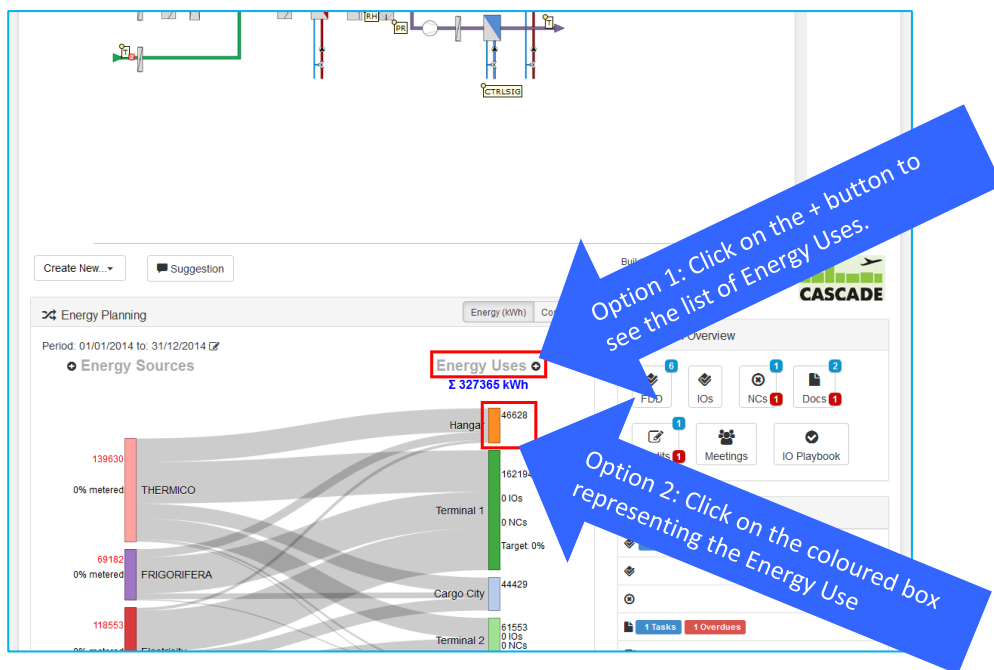 RH
PR
T
T
CTRLSIG
Create New...
Suggestion
CASCADE
Option 1: Click on the + button to
see the list of Energy Uses.
Energy Planning
Energy (kWh)
Period: 01/01/2014 to: 31/12/2014
Energy Sources
Energy Uses
Σ 327365 kWh
Overview
6
FDD
IOs
1
NCs 1
2
Docs 1
1
1
Meetings
IO Playbook
Hangar
46628
139630
0% metered
THERMICO
Terminal 1
162194
0 IOs
0 NCs
Target: 0%
69182
0% metered
FRIGORIFERA
Cargo City
44429
118553
0% metered
Electricity
Terminal 2
61553
0 IOs
0 NCs
Option 2: Click on the coloured box
representing the Energy Use
1 Tasks
1 Overdues